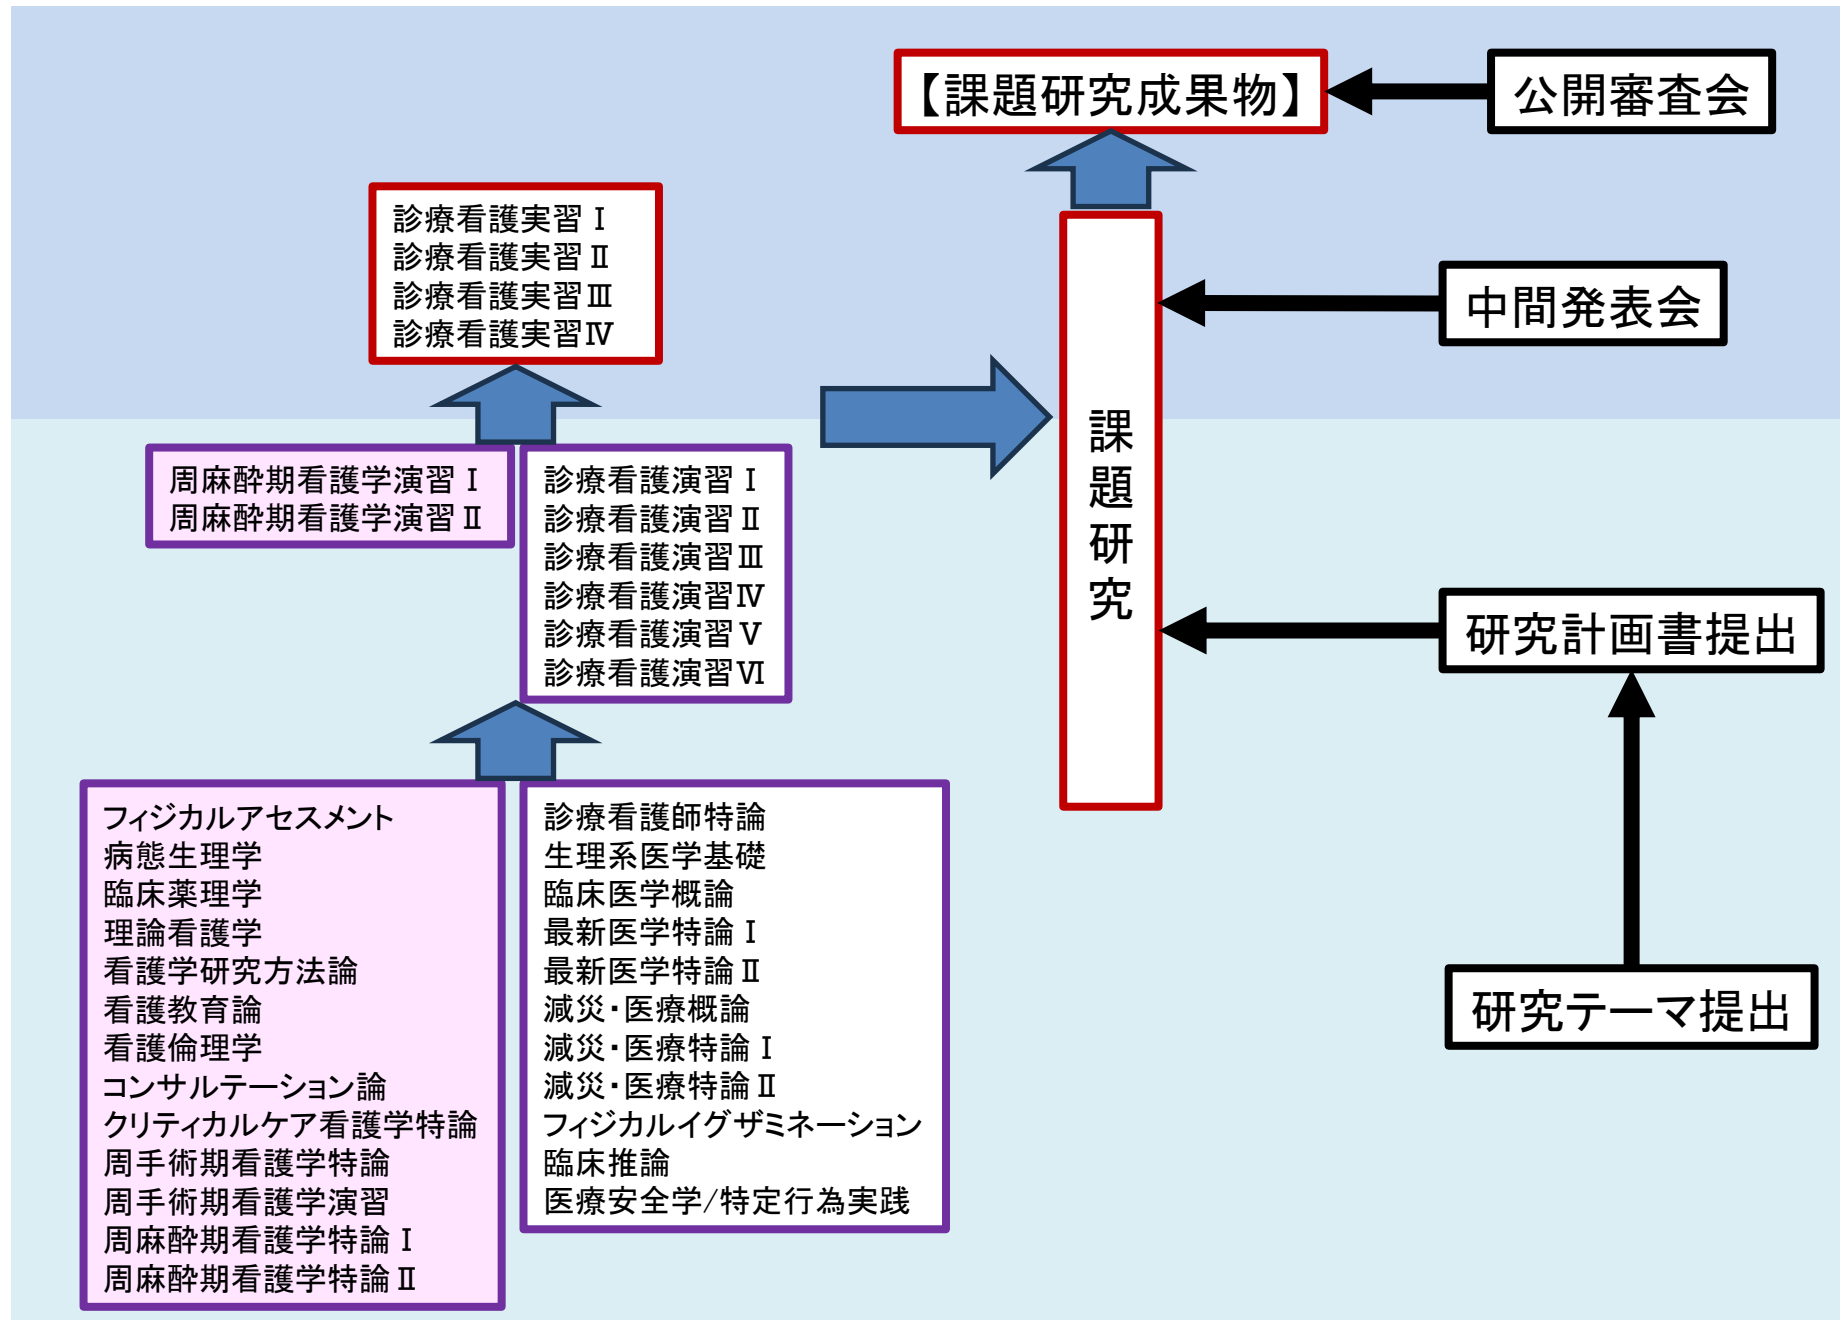 【課題研究成果物】
公開審査会
診療看護実習Ⅰ
診療看護実習Ⅱ
診療看護実習Ⅲ
診療看護実習Ⅳ
中間発表会
課題研究
周麻酔期看護学演習Ⅰ
周麻酔期看護学演習Ⅱ
診療看護演習Ⅰ
診療看護演習Ⅱ
診療看護演習Ⅲ
診療看護演習Ⅳ
診療看護演習Ⅴ
診療看護演習Ⅵ
研究計画書提出
研究テーマ提出
フィジカルアセスメント
病態生理学
臨床薬理学
理論看護学
看護学研究方法論
看護教育論
看護倫理学
コンサルテーション論
クリティカルケア看護学特論
周手術期看護学特論
周手術期看護学演習
周麻酔期看護学特論Ⅰ
周麻酔期看護学特論Ⅱ
診療看護師特論
生理系医学基礎
臨床医学概論
最新医学特論Ⅰ
最新医学特論Ⅱ
減災・医療概論
減災・医療特論Ⅰ
減災・医療特論Ⅱ
フィジカルイグザミネーション
臨床推論
医療安全学/特定行為実践